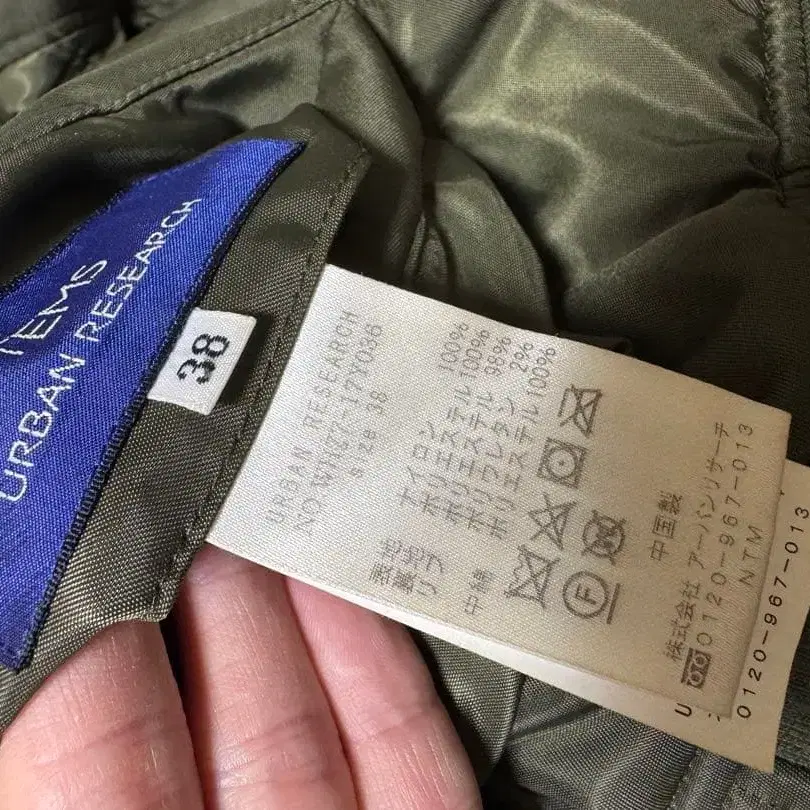 TEMS
URBAN RESEARCH
38
URBAN RESEARCH
size 38
表地 ナイロン 100%
裏地 ポリエステル 100%
リブ ポリエステル 98%
ポリウレタン 2%
中綿 ポリエステル 100%
F
中国製
株式会社 アーバンリサーチ
0120-967-013
NTM
U
0120-967-013